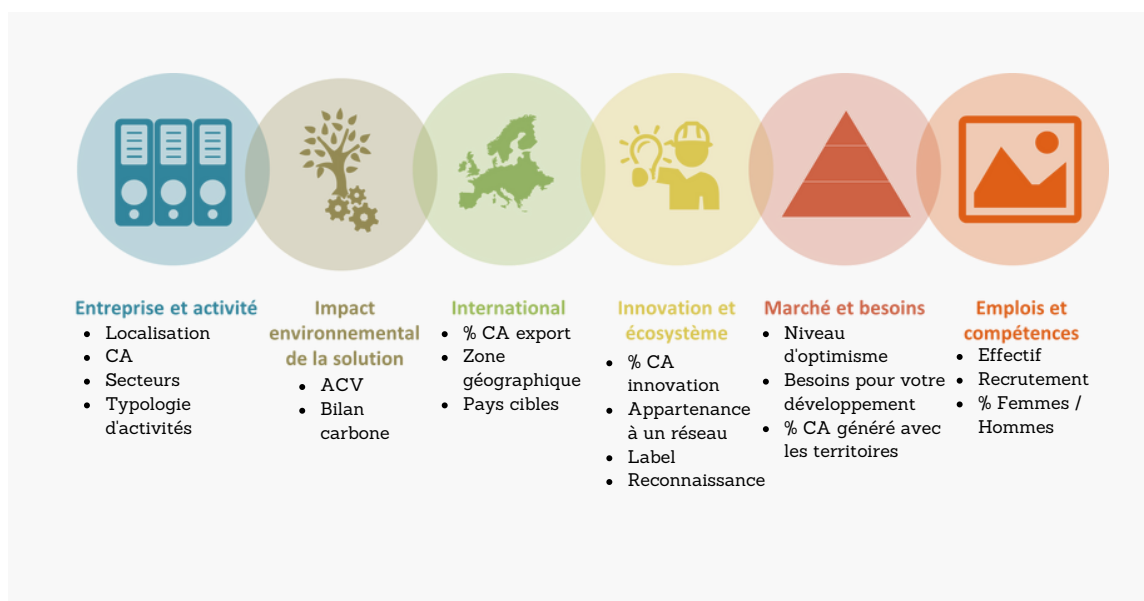 Entreprise et activité
• Localisation
• CA
• Secteurs
• Typologie
d'activités
Impact
environnemental
de la solution
• ACV
• Bilan
carbone
International
• % CA export
• Zone
géographique
• Pays cibles
Innovation et
écosystème
• % CA
innovation
• Appartenance
à un réseau
• Label
• Reconnaissance
Marché et besoins
• Niveau
d'optimisme
• Besoins pour votre
développement
• % CA généré avec
les territoires
Emplois et
compétences
• Effectif
• Recrutement
• % Femmes /
Hommes